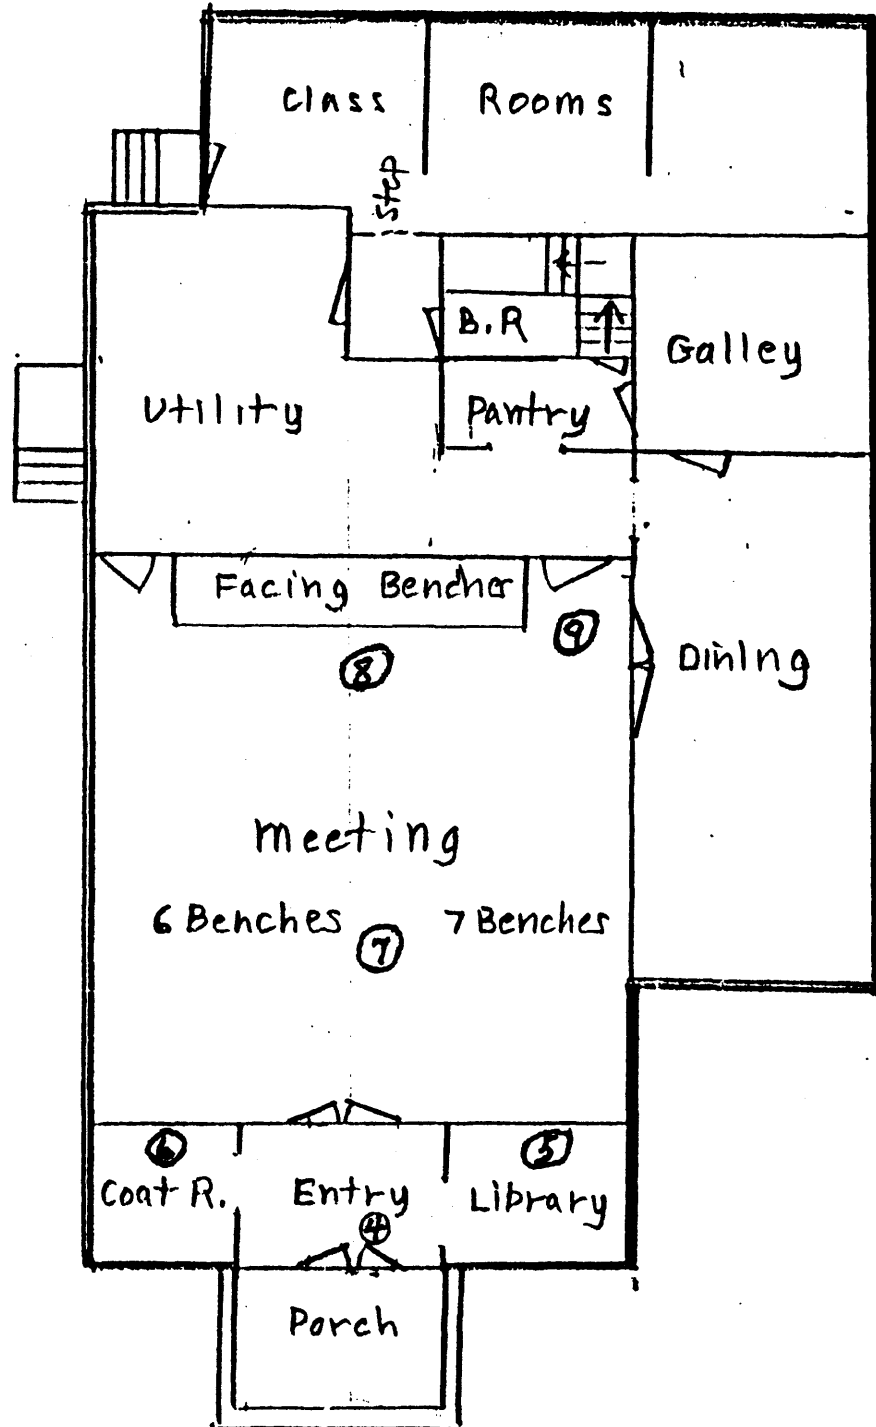 Class Rooms
Step
B.R
Galley
Utility
Pantry
Facing Bencher
9
8
Dining
meeting
6 Benches 7 Benches
7
6 5
Coat R. Entry Library
4
Porch